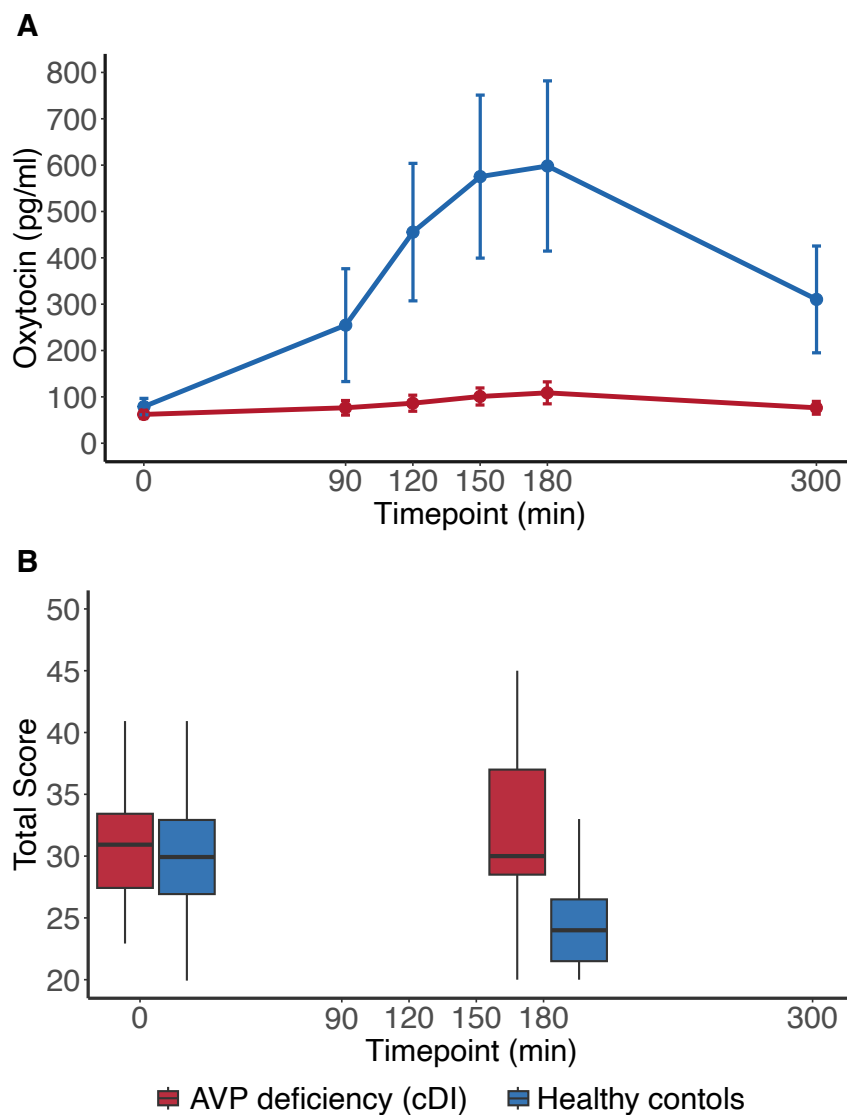 A
800
700
600
500
400
300
200
100
0
Oxytocin (pg/ml)
0 90 120 150 180 300
Timepoint (min)
B
50
45
40
35
30
25
20
Total Score
0 90 120 150 180 300
Timepoint (min)
AVP deficiency (cDI) Healthy contols